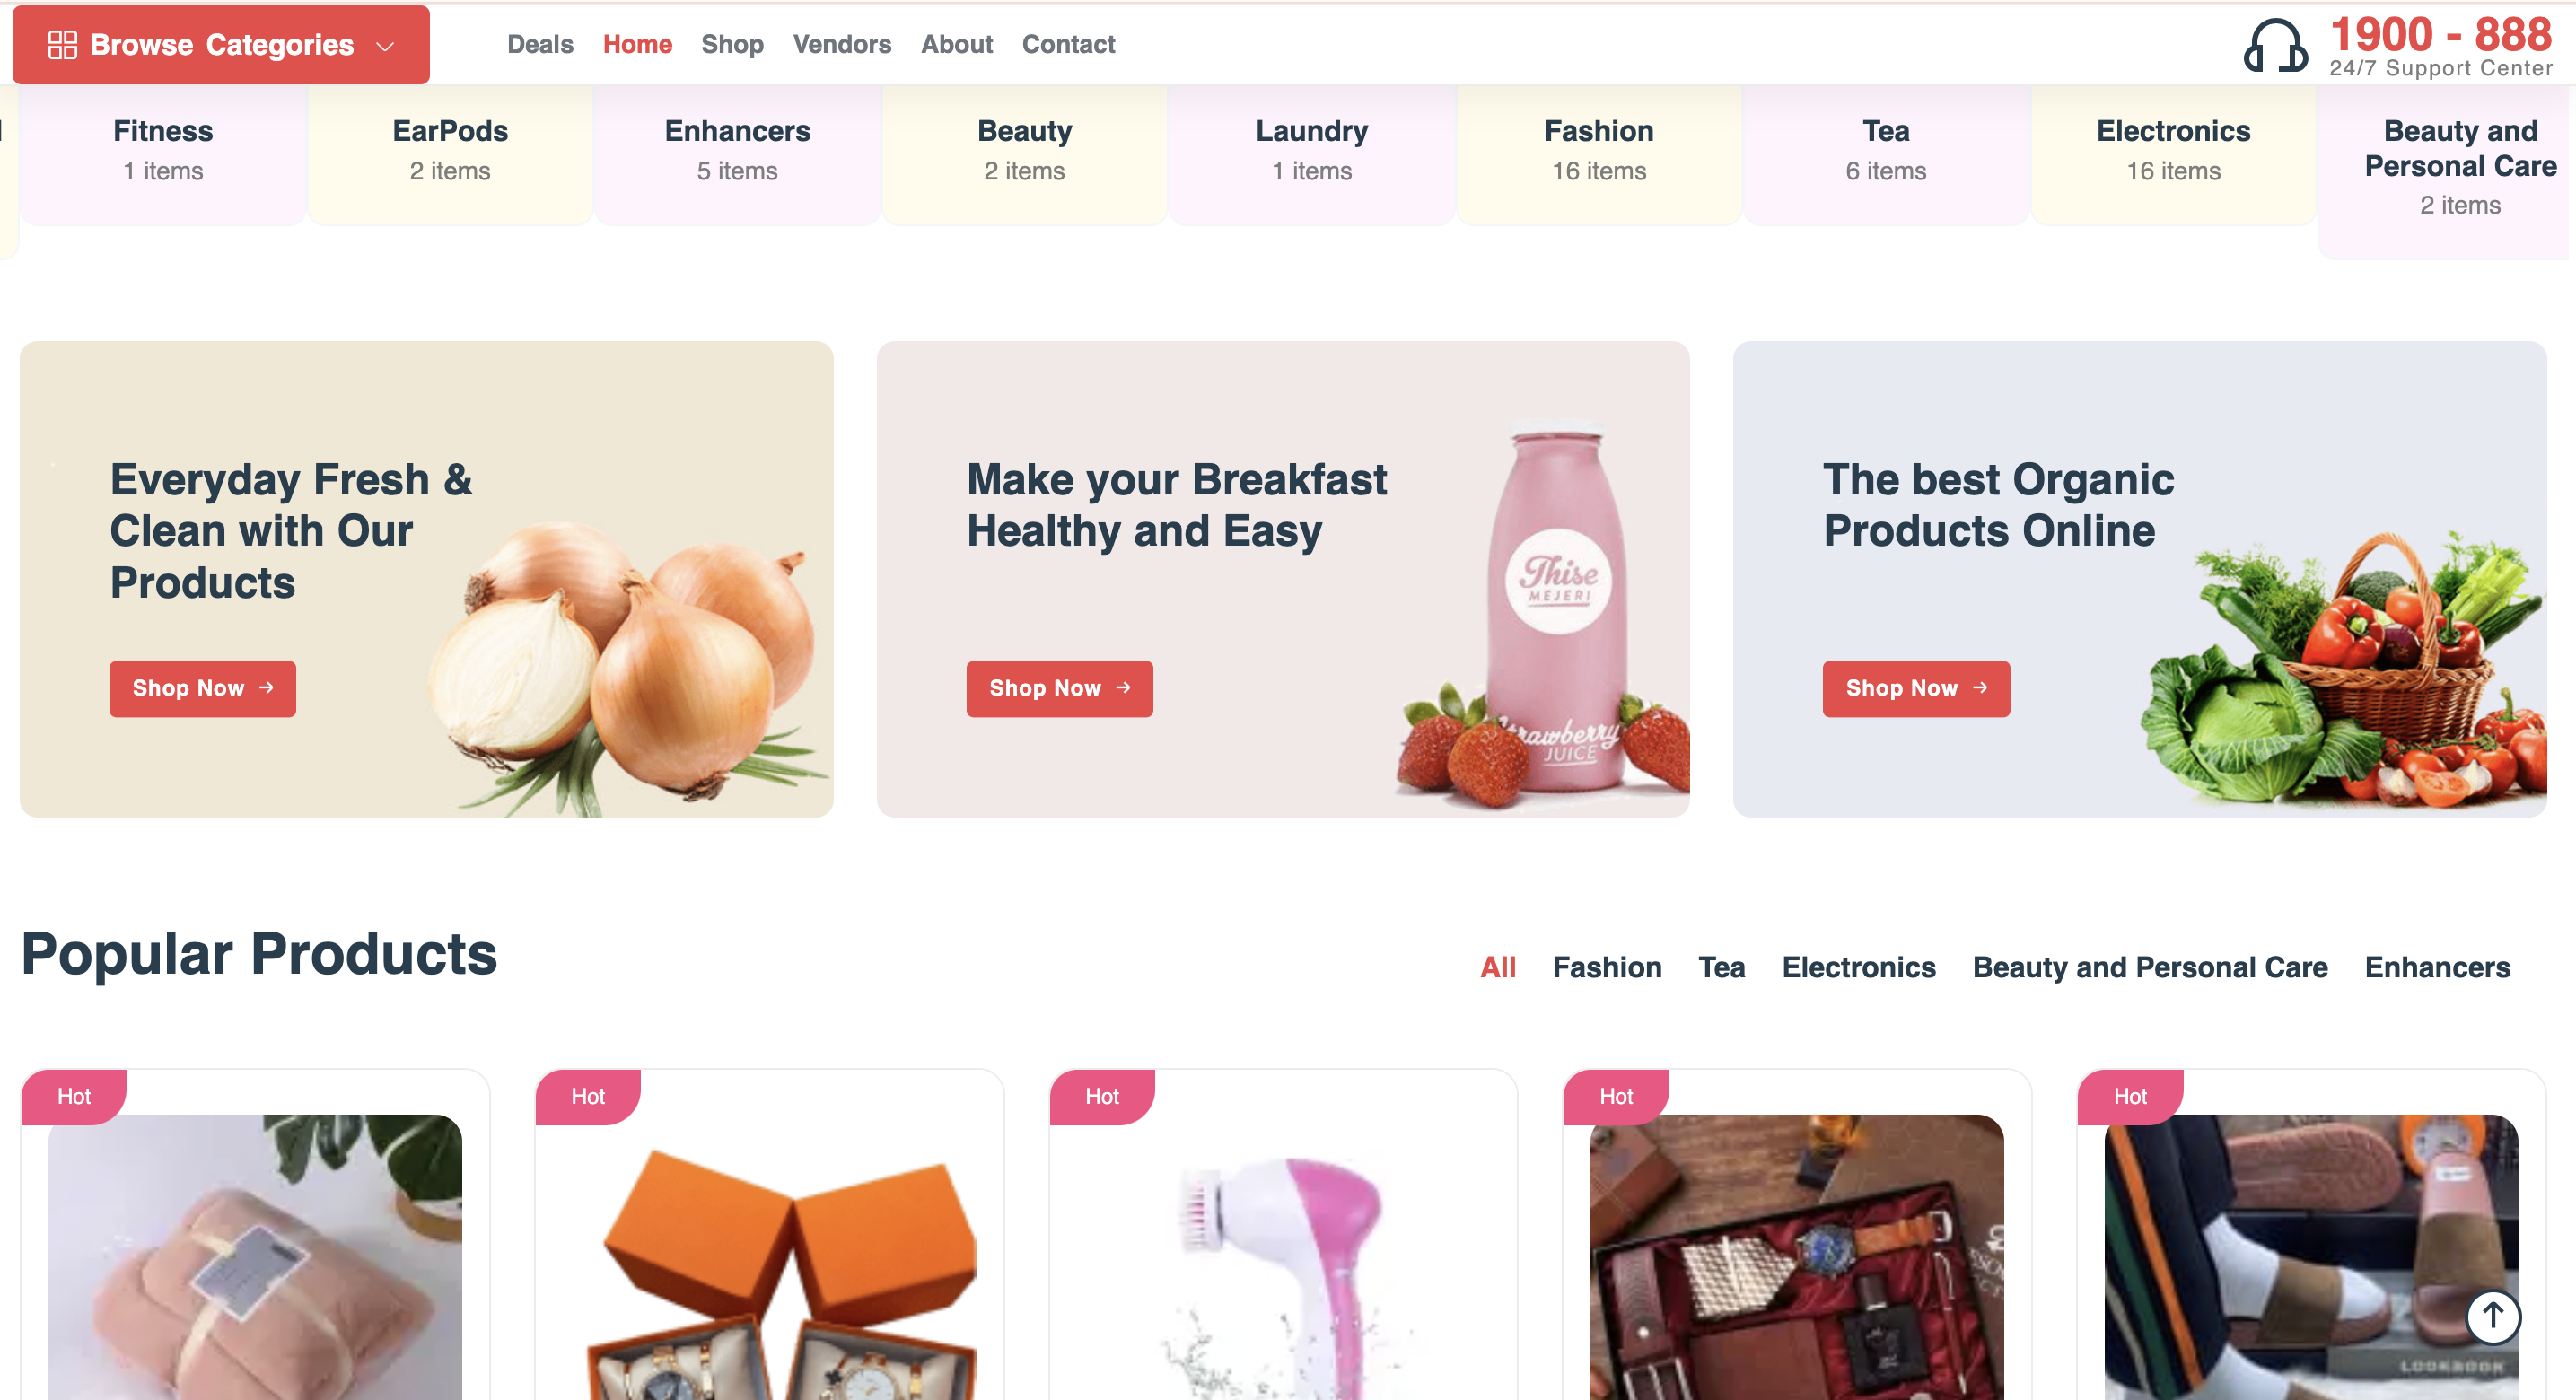 Browse Categories
Deals Home Shop Vendors About Contact
1900 - 888
24/7 Support Center
Fitness
1 items
EarPods
2 items
Enhancers
5 items
Beauty
2 items
Laundry
1 items
Fashion
16 items
Tea
6 items
Electronics
16 items
Beauty and
Personal Care
2 items
Everyday Fresh &
Clean with Our
Products
Shop Now
Make your Breakfast
Healthy and Easy
Shop Now
Thise
MEJERI
Strawberry
JUICE
The best Organic
Products Online
Shop Now
Popular Products
All Fashion Tea Electronics Beauty and Personal Care Enhancers
Hot
Hot
Hot
Hot
Hot
LOOKBOOK